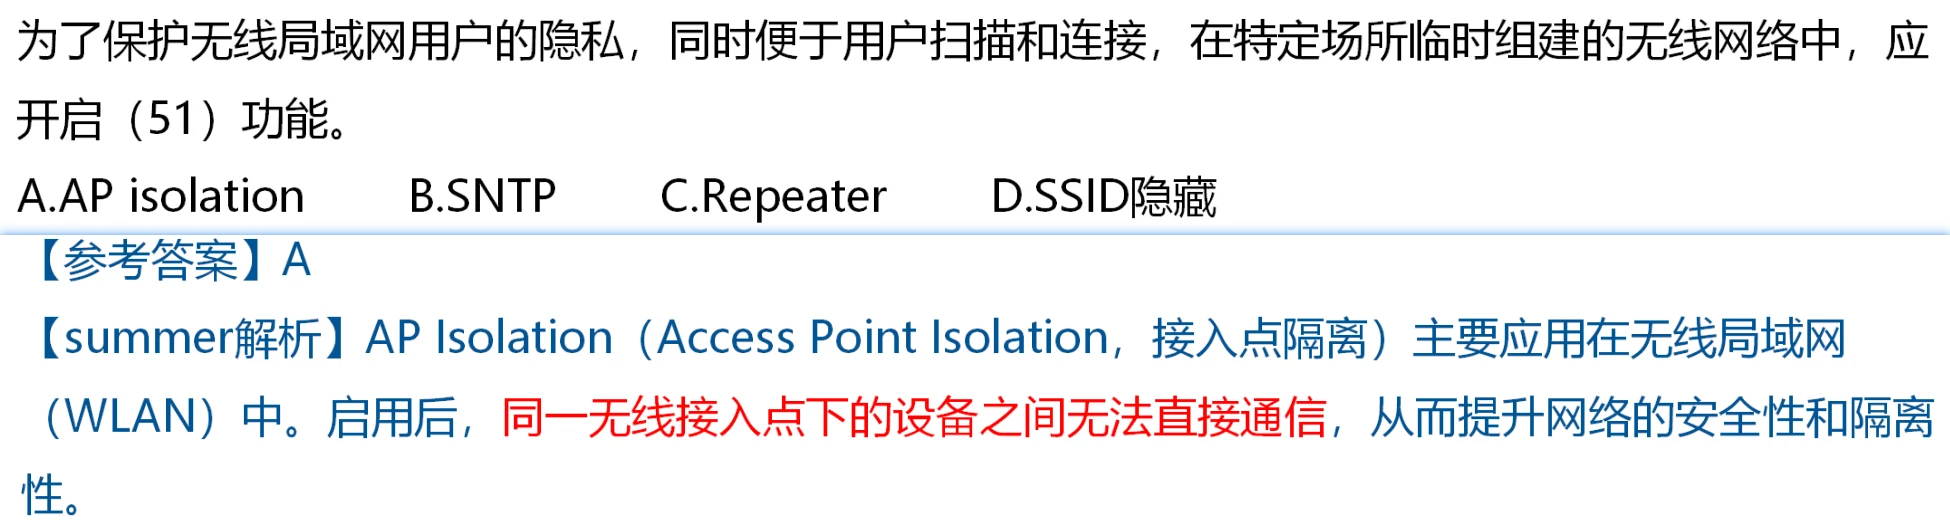 为了保护无线局域网用户的隐私，同时便于用户扫描和连接，在特定场所临时组建的无线网络中，应
开启（51）功能。
A.AP isolation B.SNTP C.Repeater D.SSID隐藏
【参考答案】A
【summer解析】AP Isolation（Access Point Isolation，接入点隔离）主要应用在无线局域网
（WLAN）中。启用后，同一无线接入点下的设备之间无法直接通信，从而提升网络的安全性和隔离
性。